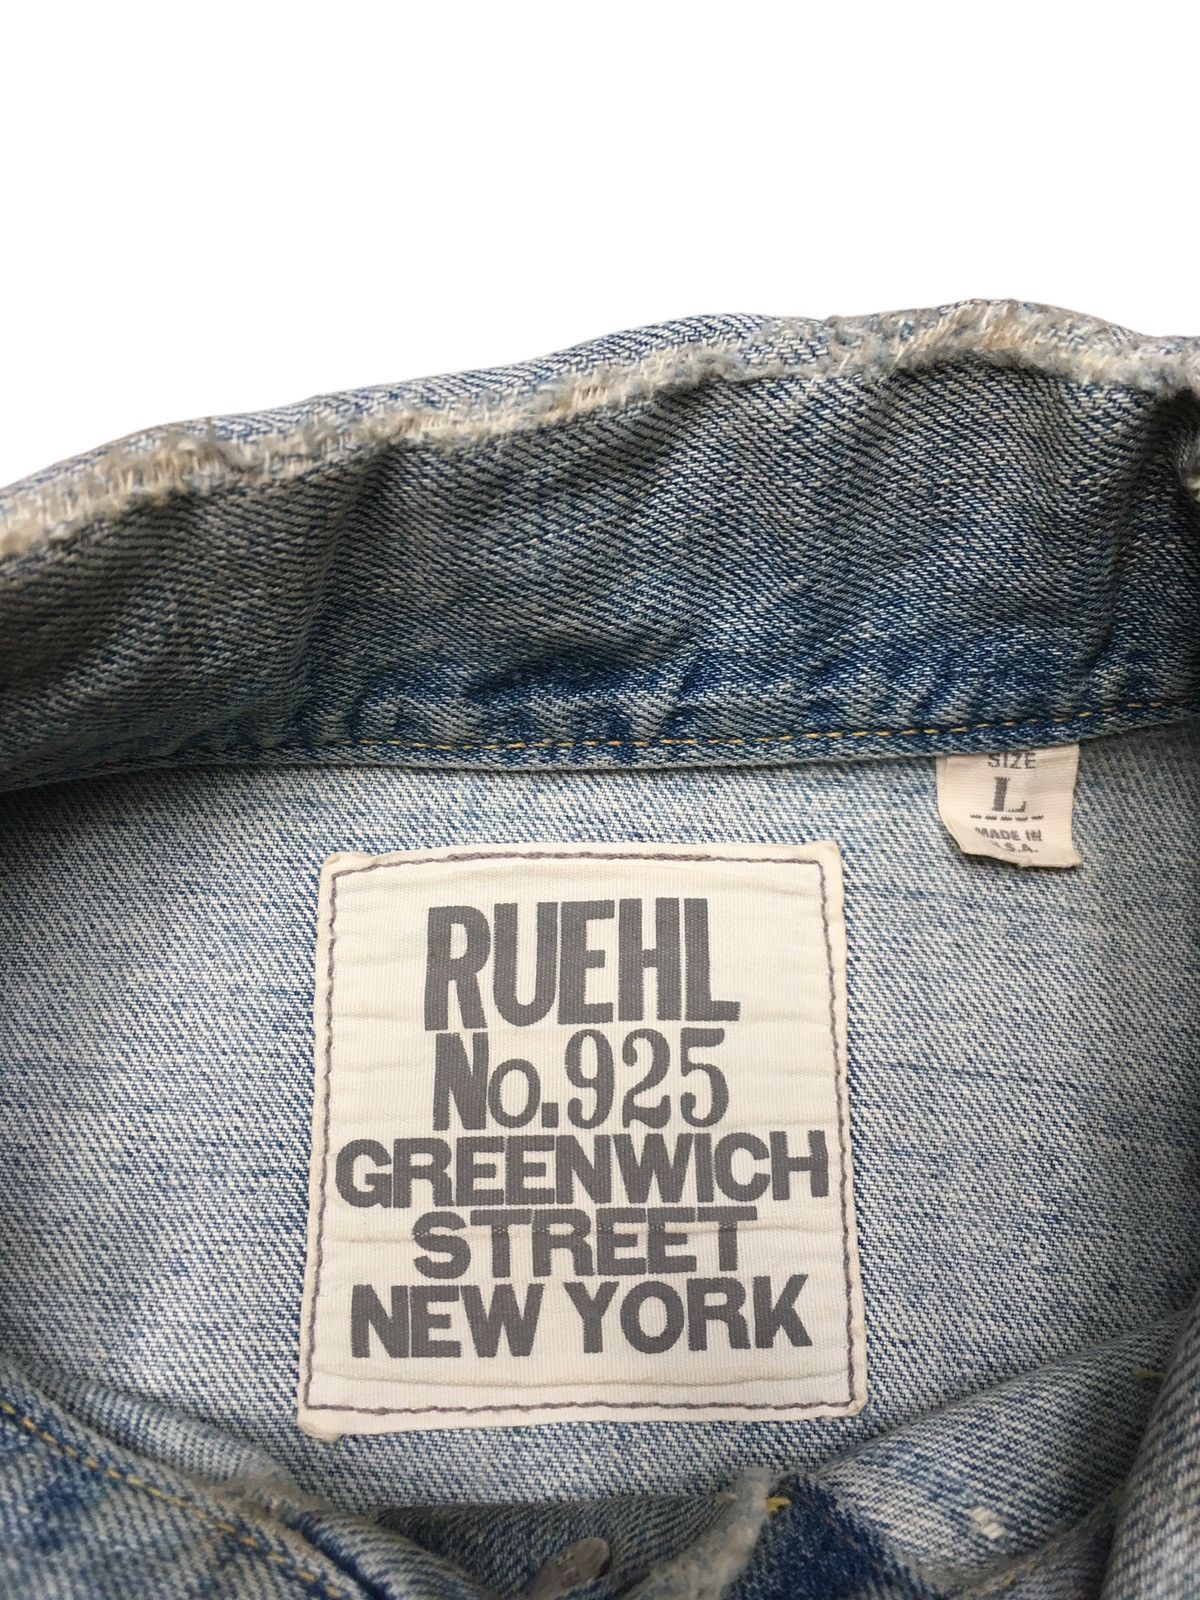 SIZE
L
MADE IN
U.S.A.
RUEHL
No.925
GREENWICH
STREET
NEW YORK